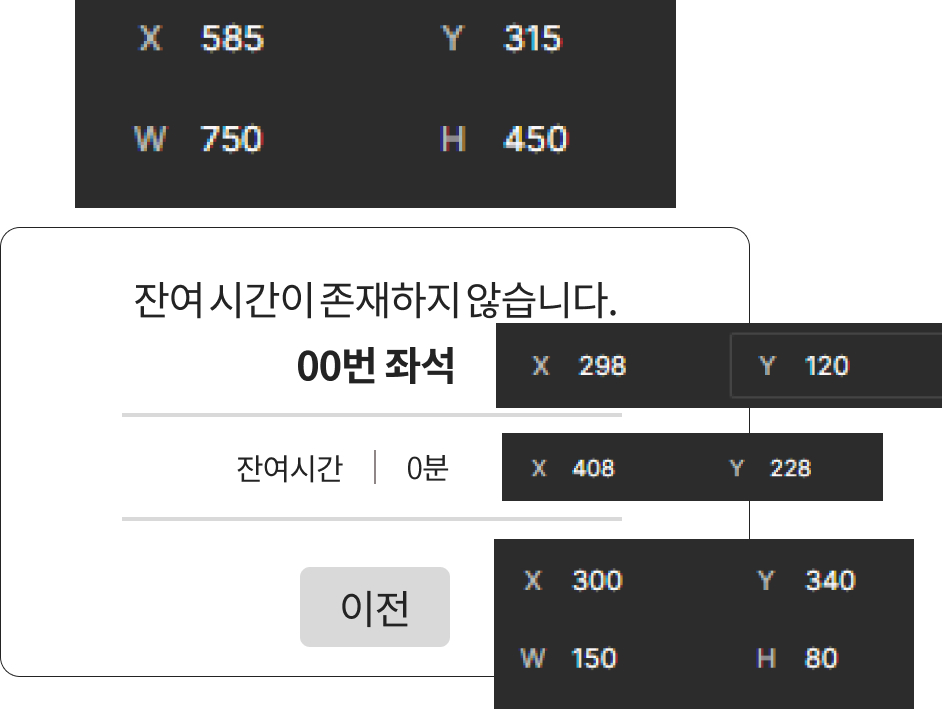 X 585 Y 315
W 750 H 450
잔여 시간이 존재하지 않습니다.
00번 좌석
X 298 Y 120
잔여시간 | 0분
X 408 Y 228
이전
X 300 Y 340
W 150 H 80